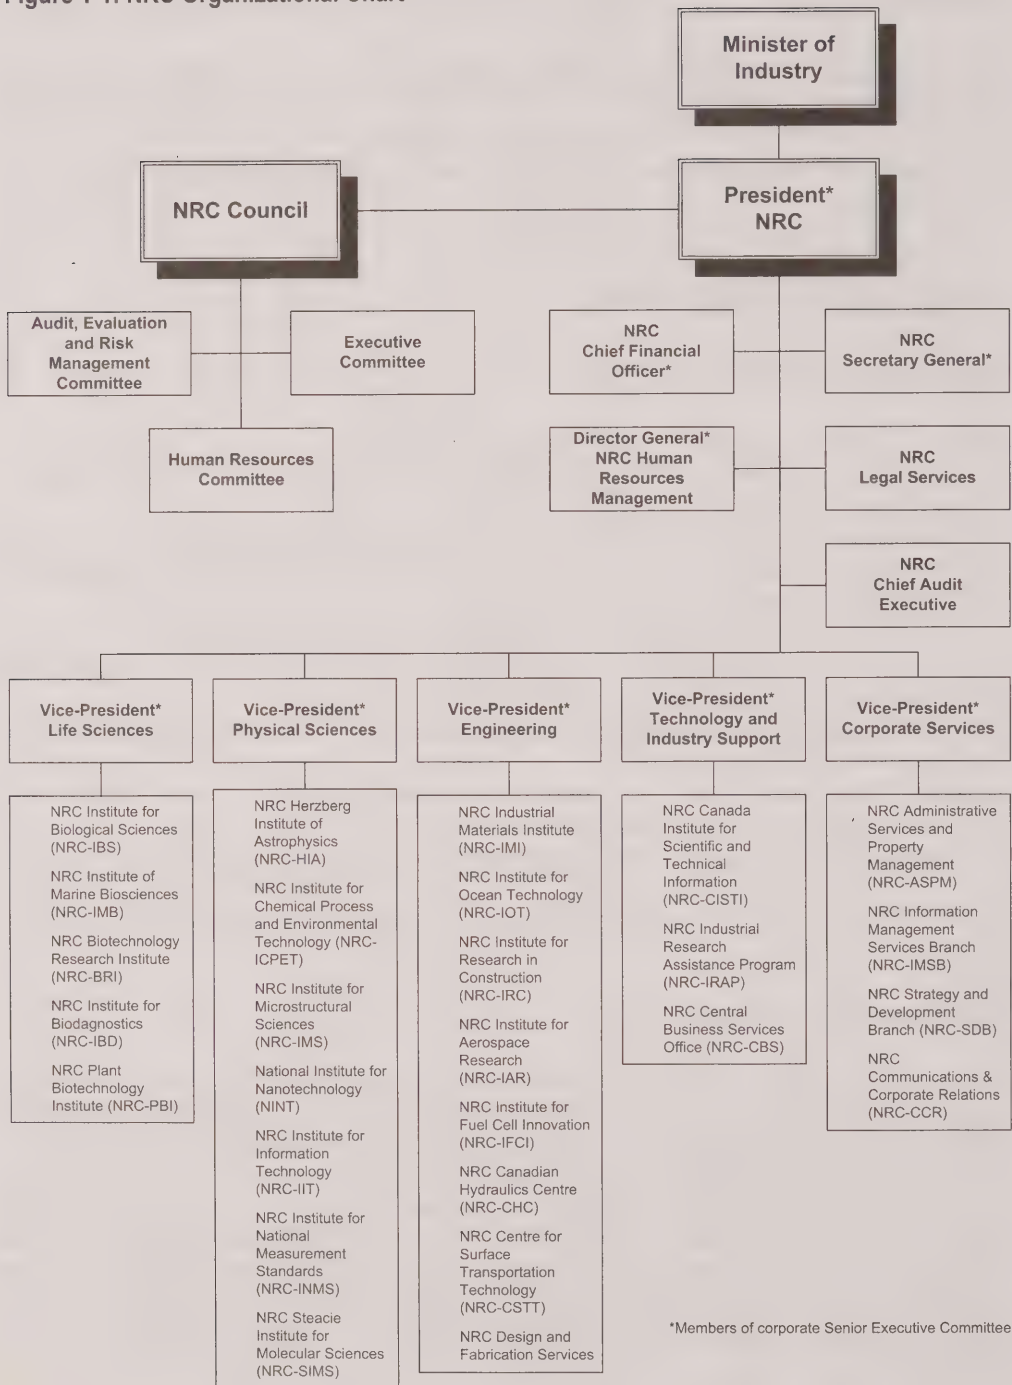 Figure 1-1: NRC Organizational Chart
Minister of
Industry
NRC Council
President*
NRC
Audit, Evaluation
and Risk
Management
Committee
Executive
Committee
Human Resources
Committee
NRC
Chief Financial
Officer*
NRC
Secretary General*
Director General*
NRC Human
Resources
Management
NRC
Legal Services
NRC
Chief Audit
Executive
Vice-President*
Life Sciences
Vice-President*
Physical Sciences
Vice-President*
Engineering
Vice-President*
Technology and
Industry Support
Vice-President*
Corporate Services
NRC Institute for
Biological Sciences
(NRC-IBS)
NRC Institute of
Marine Biosciences
(NRC-IMB)
NRC Biotechnology
Research Institute
(NRC-BRI)
NRC Institute for
Biodagnostics
(NRC-IBD)
NRC Plant
Biotechnology
Institute (NRC-PBI)
NRC Herzberg
Institute of
Astrophysics
(NRC-HIA)
NRC Institute for
Chemical Process
and Environmental
Technology (NRC-
ICPET)
NRC Institute for
Microstructural
Sciences
(NRC-IMS)
National Institute for
Nanotechnology
(NINT)
NRC Institute for
Information
Technology
(NRC-IIT)
NRC Institute for
National
Measurement
Standards
(NRC-INMS)
NRC Steacie
Institute for
Molecular Sciences
(NRC-SIMS)
NRC Industrial
Materials Institute
(NRC-IMI)
NRC Institute for
Ocean Technology
(NRC-IOT)
NRC Institute for
Research in
Construction
(NRC-IRC)
NRC Institute for
Aerospace
Research
(NRC-IAR)
NRC Institute for
Fuel Cell Innovation
(NRC-IFCI)
NRC Canadian
Hydraulics Centre
(NRC-CHC)
NRC Centre for
Surface
Transportation
Technology
(NRC-CSTT)
NRC Design and
Fabrication Services
NRC Canada
Institute for
Scientific and
Technical
Information
(NRC-CISTI)
NRC Industrial
Research
Assistance Program
(NRC-IRAP)
NRC Central
Business Services
Office (NRC-CBS)
NRC Administrative
Services and
Property
Management
(NRC-ASPM)
NRC Information
Management
Services Branch
(NRC-IMSB)
NRC Strategy and
Development
Branch (NRC-SDB)
NRC
Communications &
Corporate Relations
(NRC-CCR)
*Members of corporate Senior Executive Committee